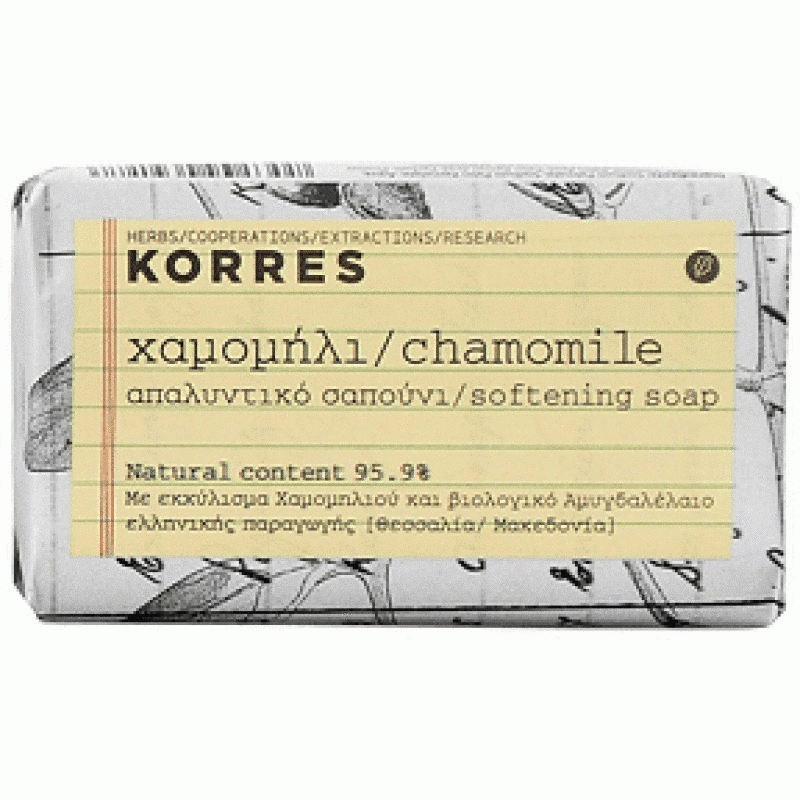 HERBS/COOPERATIONS/EXTRACTIONS/RESEARCH
KORRES
χαμομήλι/chamomile
απαλυντικό σαπούνι/softening soap
Natural content 95.9%
Με εκχύλισμα Χαμομηλιού και βιολογικό Αμυγδαλέλαιο
ελληνικής παραγωγής [Θεσσαλία/ Μακεδονία]